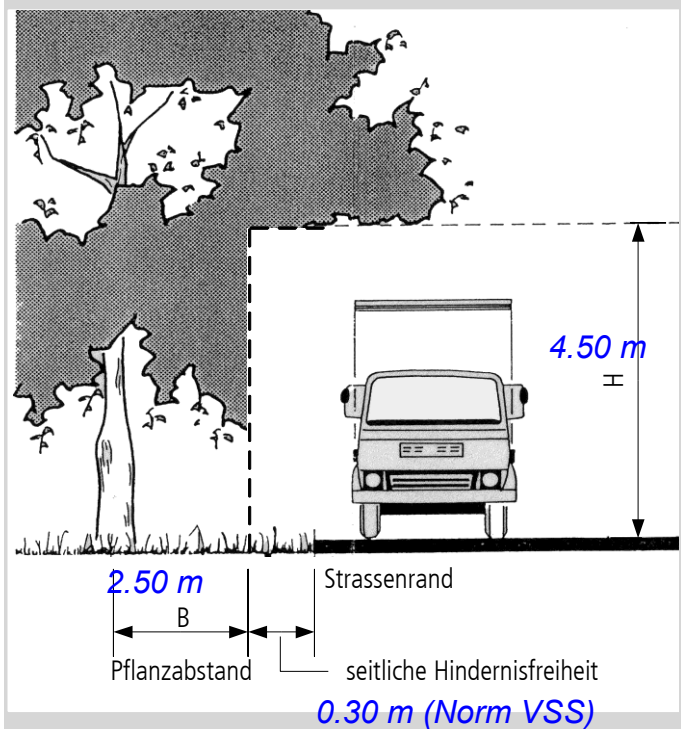 4.50 m
H
2.50 m
Strassenrand
B
Pflanzabstand
seitliche Hindernisfreiheit
0.30 m (Norm VSS)